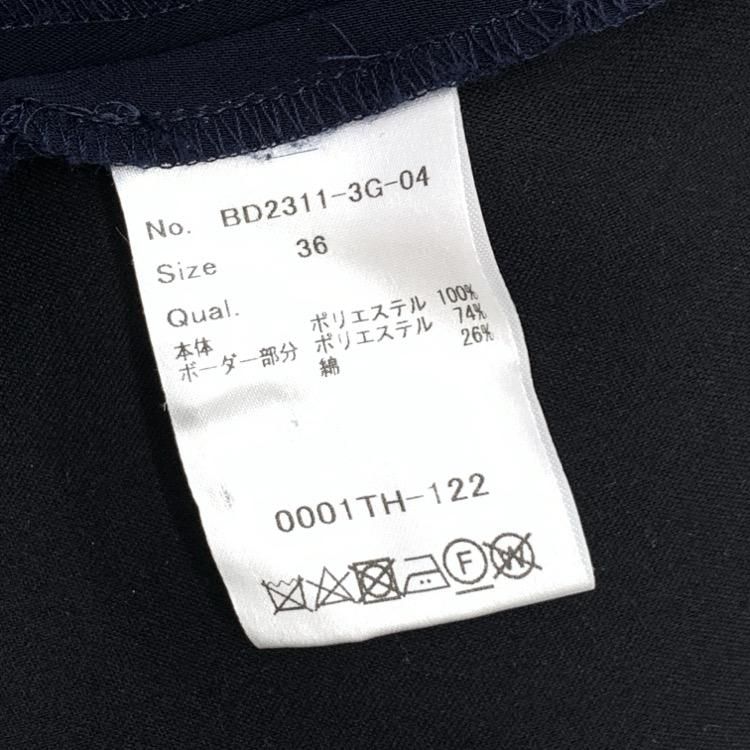 No. BD2311-3G-04
Size 36
Qual.
本体 ポリエステル 100%
ボーダー部分 ポリエステル 74%
綿 26%
0001TH-122
F W